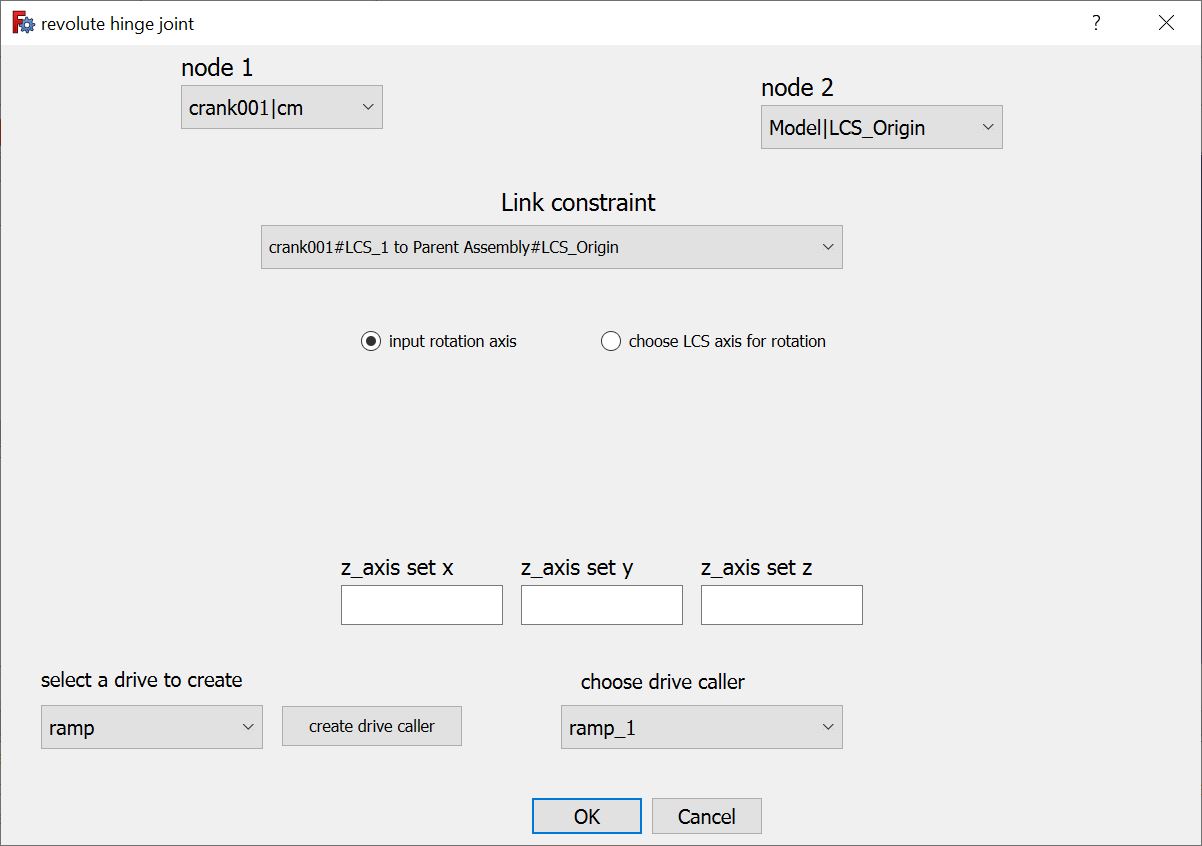 revolute hinge joint ?
node 1
node 2
crank001|cm
Model|LCS_Origin
Link constraint
crank001#LCS_1 to Parent Assembly#LCS_Origin
input rotation axis choose LCS axis for rotation
z_axis set x z_axis set y z_axis set z
select a drive to create choose drive caller
ramp create drive caller ramp_1
OK Cancel